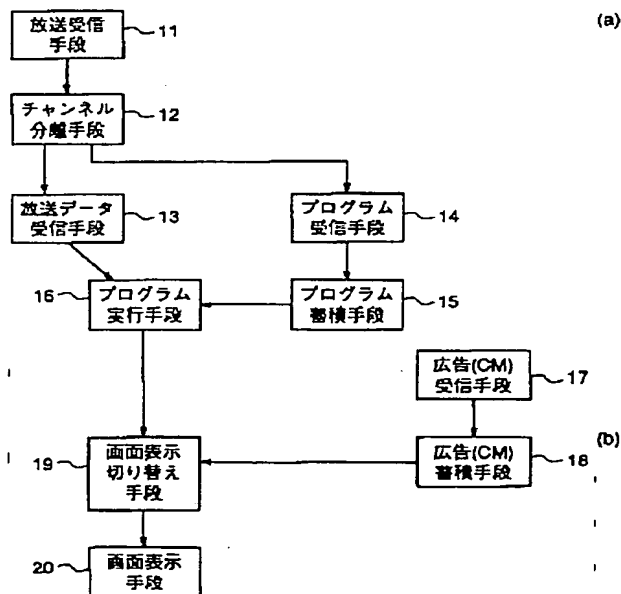 放送受信
手段
11
(a)
チャンネル
分離手段
12
放送データ
受信手段
13
プログラム
受信手段
14
16
プログラム
実行手段
プログラム
蓄積手段
15
広告(CM)
受信手段
17
19
画面表示
切り替え
手段
広告(CM)
蓄積手段
18
(b)
20
画面表示
手段